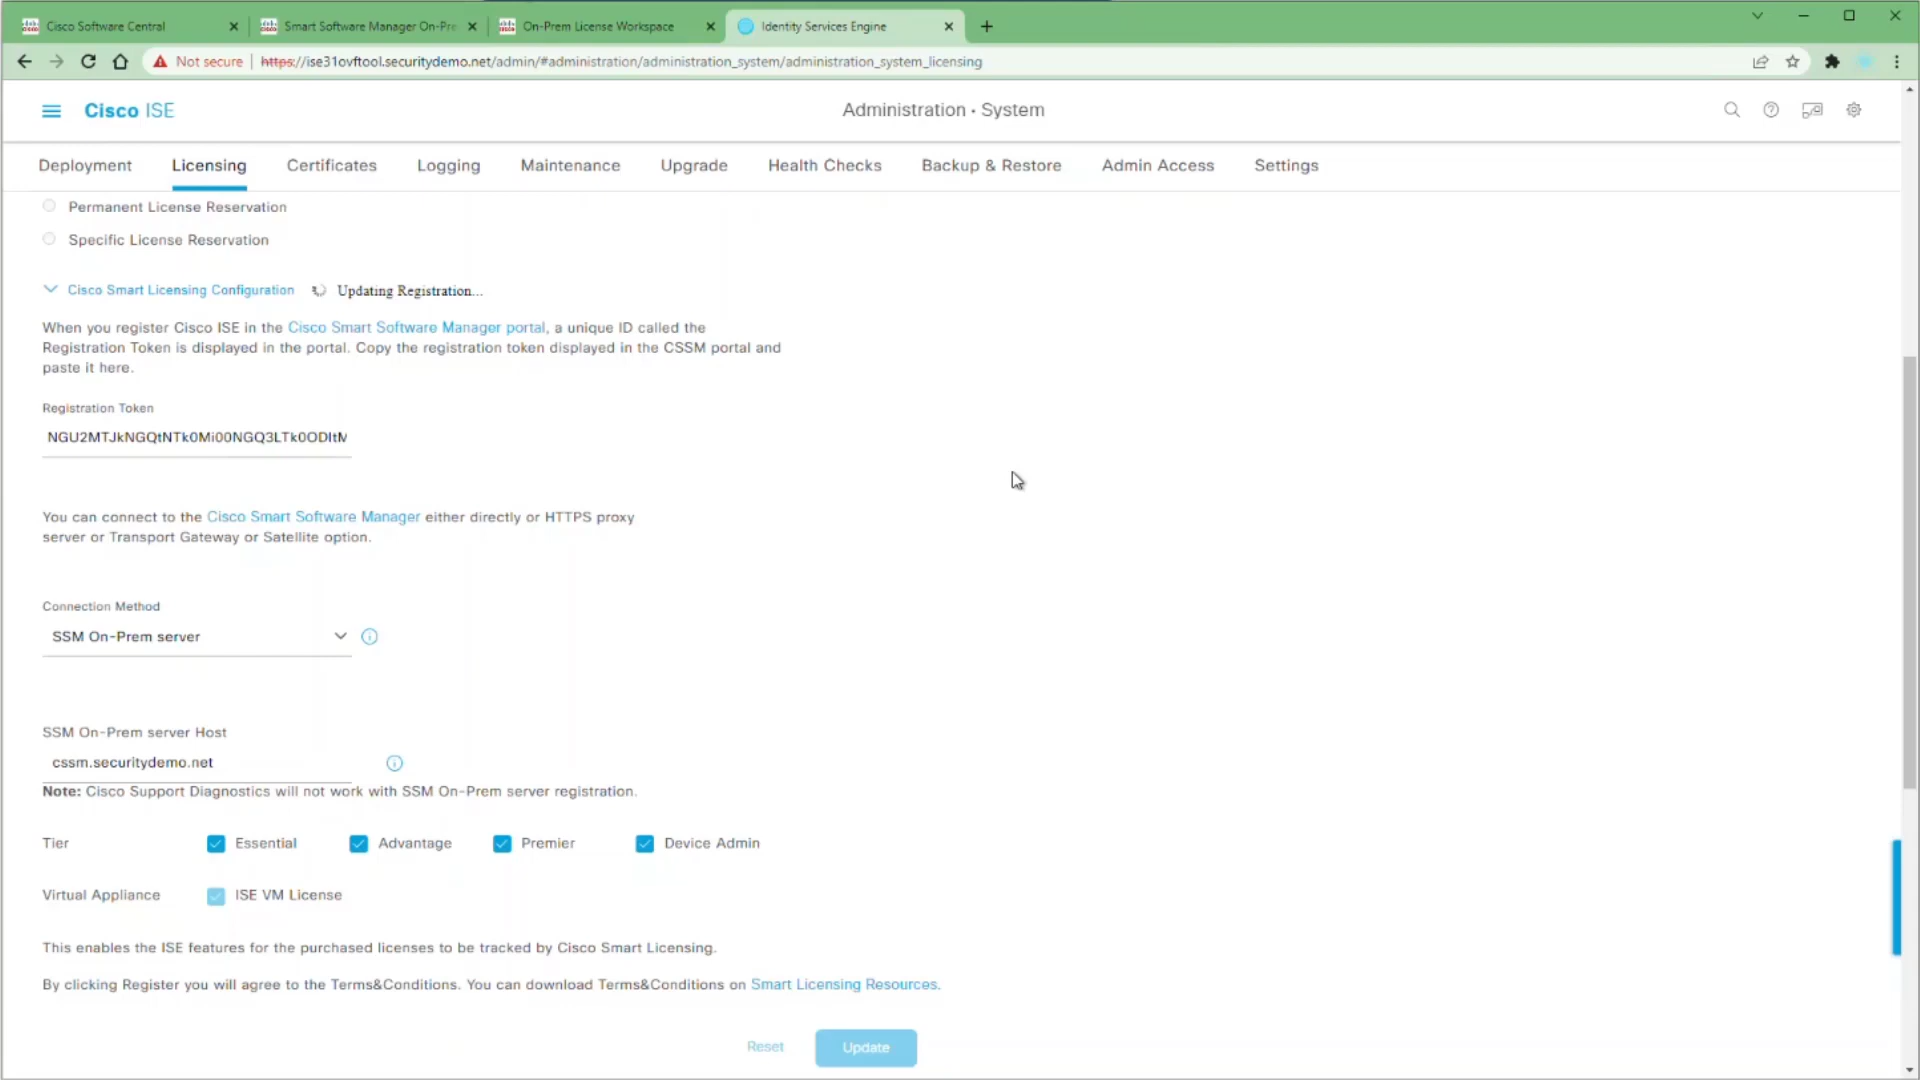 Cisco Software Central
Smart Software Manager On-Pre
On-Prem License Workspace
Identity Services Engine
Not secure
https://ise31ovftool.securitydemo.net/admin/#administration/administration_system/administration_system_licensing
Cisco ISE
Administration · System
Deployment
Licensing
Certificates
Logging
Maintenance
Upgrade
Health Checks
Backup & Restore
Admin Access
Settings
Permanent License Reservation
Specific License Reservation
Cisco Smart Licensing Configuration
Updating Registration...
When you register Cisco ISE in the Cisco Smart Software Manager portal, a unique ID called the
Registration Token is displayed in the portal. Copy the registration token displayed in the CSSM portal and
paste it here.
Registration Token
NGU2MTJkNGQtNTk0Mi00NGQ3LTk0ODItM
You can connect to the Cisco Smart Software Manager either directly or HTTPS proxy
server or Transport Gateway or Satellite option.
Connection Method
SSM On-Prem server
SSM On-Prem server Host
cssm.securitydemo.net
Note: Cisco Support Diagnostics will not work with SSM On-Prem server registration.
Tier
Essential
Advantage
Premier
Device Admin
Virtual Appliance
ISE VM License
This enables the ISE features for the purchased licenses to be tracked by Cisco Smart Licensing.
By clicking Register you will agree to the Terms&Conditions. You can download Terms&Conditions on Smart Licensing Resources.
Reset
Update